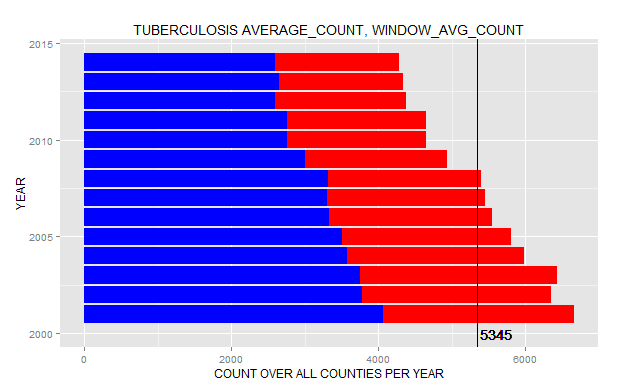 TUBERCULOSIS AVERAGE_COUNT, WINDOW_AVG_COUNT
2015
2010
2005
2000
YEAR
5345
0 2000 4000 6000
COUNT OVER ALL COUNTIES PER YEAR